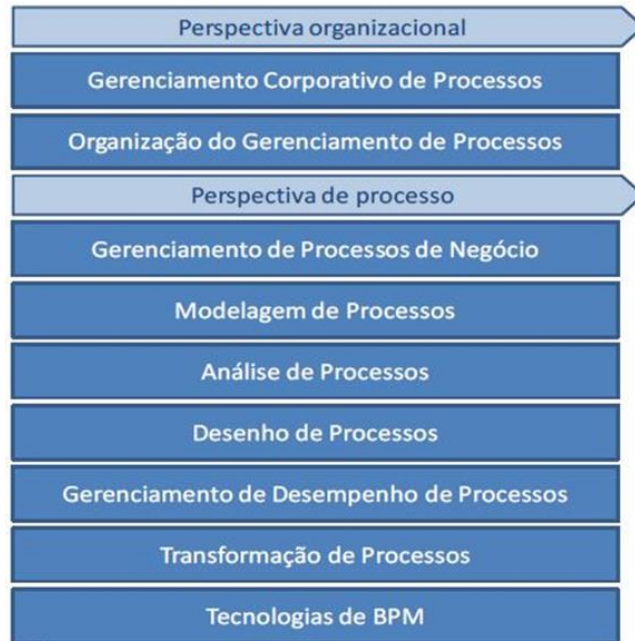 Perspectiva organizacional
Gerenciamento Corporativo de Processos
Organização do Gerenciamento de Processos
Perspectiva de processo
Gerenciamento de Processos de Negócio
Modelagem de Processos
Análise de Processos
Desenho de Processos
Gerenciamento de Desempenho de Processos
Transformação de Processos
Tecnologias de BPM